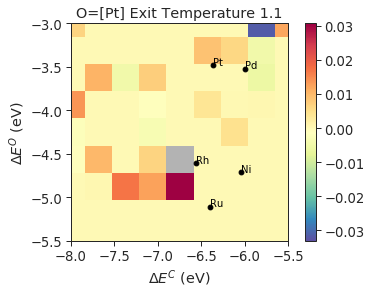 O=[Pt] Exit Temperature 1.1
−3.0
−3.5
−4.0
−4.5
−5.0
−5.5
ΔE^O (eV)
Pt
Pd
Rh
Ni
Ru
−8.0 −7.5 −7.0 −6.5 −6.0 −5.5
ΔE^C (eV)
0.03
0.02
0.01
0.00
−0.01
−0.02
−0.03